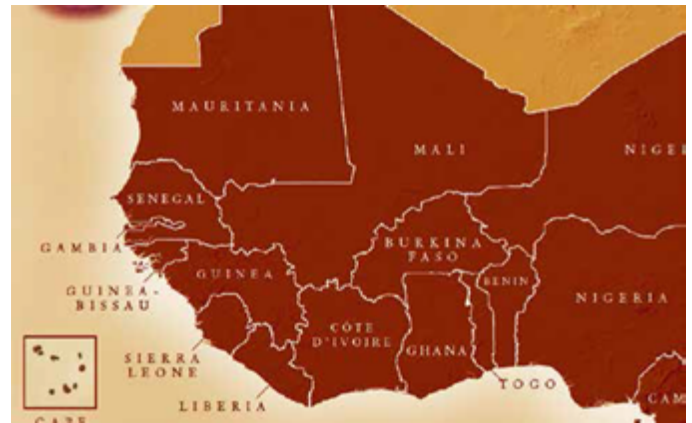 MAURITANIA
MALI
NIGER
SENEGAL
GAMBIA
BURKINA
FASO
GUINEA
BENIN
GUINEA-
BISSAU
NIGERIA
CÔTE
D'IVOIRE
GHANA
SIERRA
LEONE
TOGO
LIBERIA
CAM